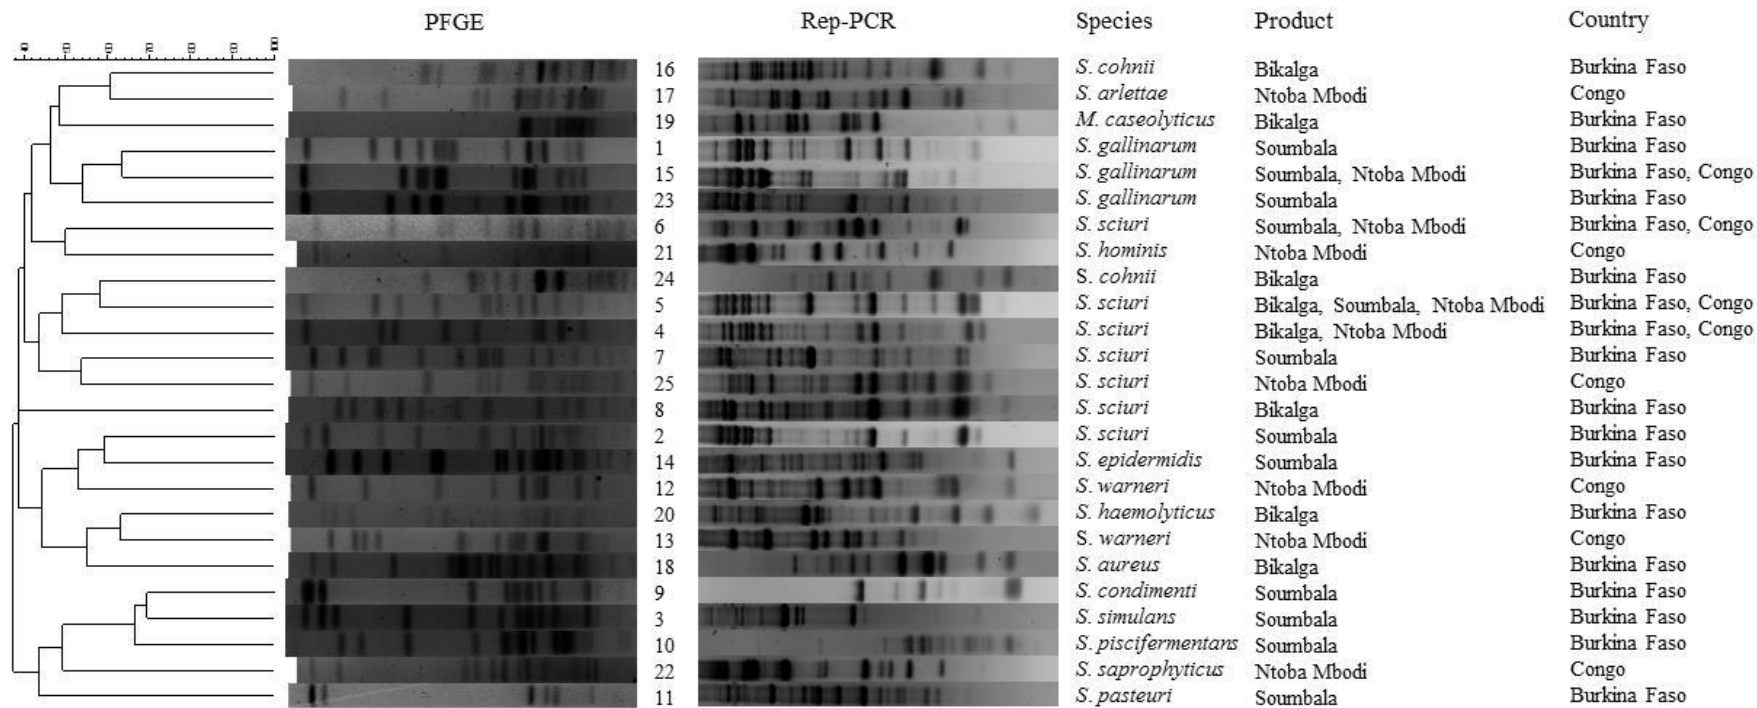 PFGE Rep-PCR Species Product Country
40 50 60 70 80 90 100
16 S. cohnii Bikalga Burkina Faso
17 S. arlettae Ntoba Mbodi Congo
19 M. caseolyticus Bikalga Burkina Faso
1 S. gallinarum Soumbala Burkina Faso
15 S. gallinarum Soumbala, Ntoba Mbodi Burkina Faso, Congo
23 S. gallinarum Soumbala Burkina Faso
6 S. sciuri Soumbala, Ntoba Mbodi Burkina Faso, Congo
21 S. hominis Ntoba Mbodi Congo
24 S. cohnii Bikalga Burkina Faso
5 S. sciuri Bikalga, Soumbala, Ntoba Mbodi Burkina Faso, Congo
4 S. sciuri Bikalga, Ntoba Mbodi Burkina Faso, Congo
7 S. sciuri Soumbala Burkina Faso
25 S. sciuri Ntoba Mbodi Congo
8 S. sciuri Bikalga Burkina Faso
2 S. sciuri Soumbala Burkina Faso
14 S. epidermidis Soumbala Burkina Faso
12 S. warneri Ntoba Mbodi Congo
20 S. haemolyticus Bikalga Burkina Faso
13 S. warneri Ntoba Mbodi Congo
18 S. aureus Bikalga Burkina Faso
9 S. condimenti Soumbala Burkina Faso
3 S. simulans Soumbala Burkina Faso
10 S. piscifermentans Soumbala Burkina Faso
22 S. saprophyticus Ntoba Mbodi Congo
11 S. pasteuri Soumbala Burkina Faso